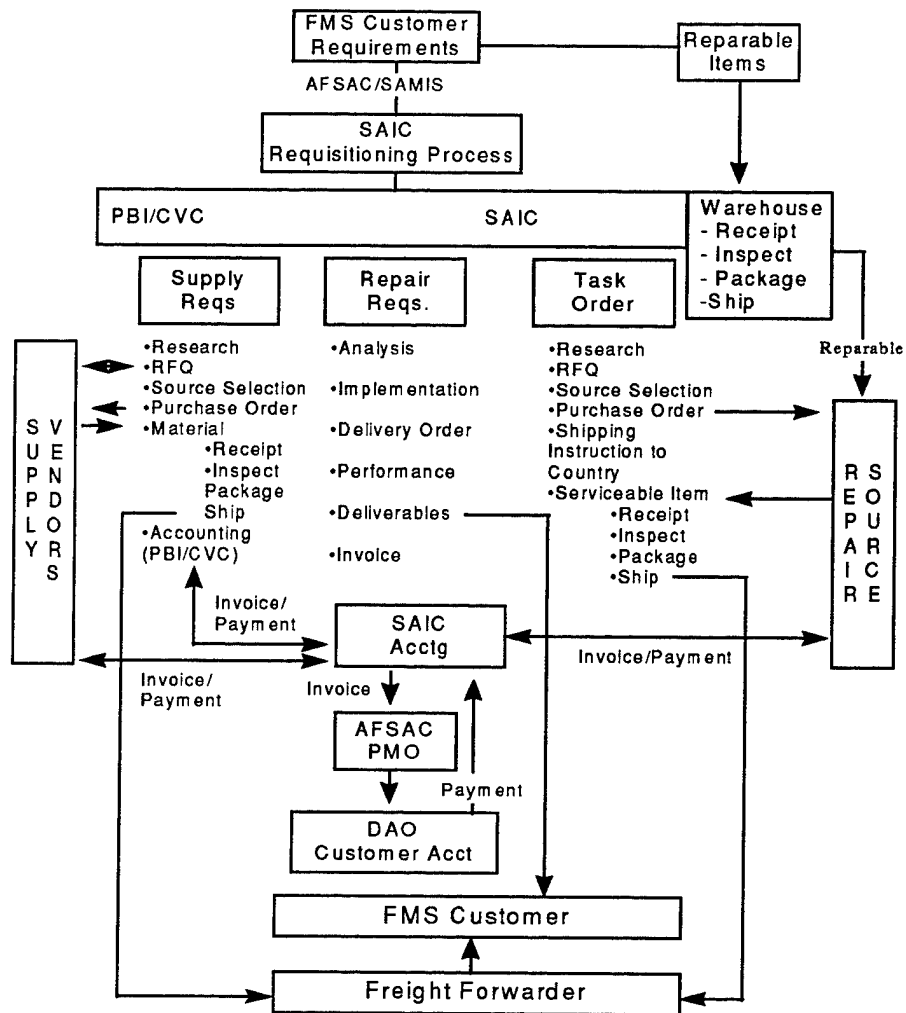 FMS Customer
Requirements
Reparable
Items
AFSAC/SAMIS
SAIC
Requisitioning Process
PBI/CVC
SAIC
Warehouse
- Receipt
- Inspect
- Package
-Ship
Supply
Reqs
Repair
Reqs.
Task
Order
Reparable
•Research
•RFQ
•Source Selection
•Purchase Order
•Material
•Receipt
•Inspect
Package
Ship
•Accounting
(PBI/CVC)
•Analysis
•Implementation
•Delivery Order
•Performance
•Deliverables
•Invoice
•Research
•RFQ
•Source Selection
•Purchase Order
•Shipping
Instruction to
Country
•Serviceable Item
•Receipt
•Inspect
•Package
•Ship
SUPPLY
VENDORS
REPAIR
SOURCE
Invoice/
Payment
SAIC
Acctg
Invoice/Payment
Invoice/
Payment
Invoice
AFSAC
PMO
Payment
DAO
Customer Acct
FMS Customer
Freight Forwarder